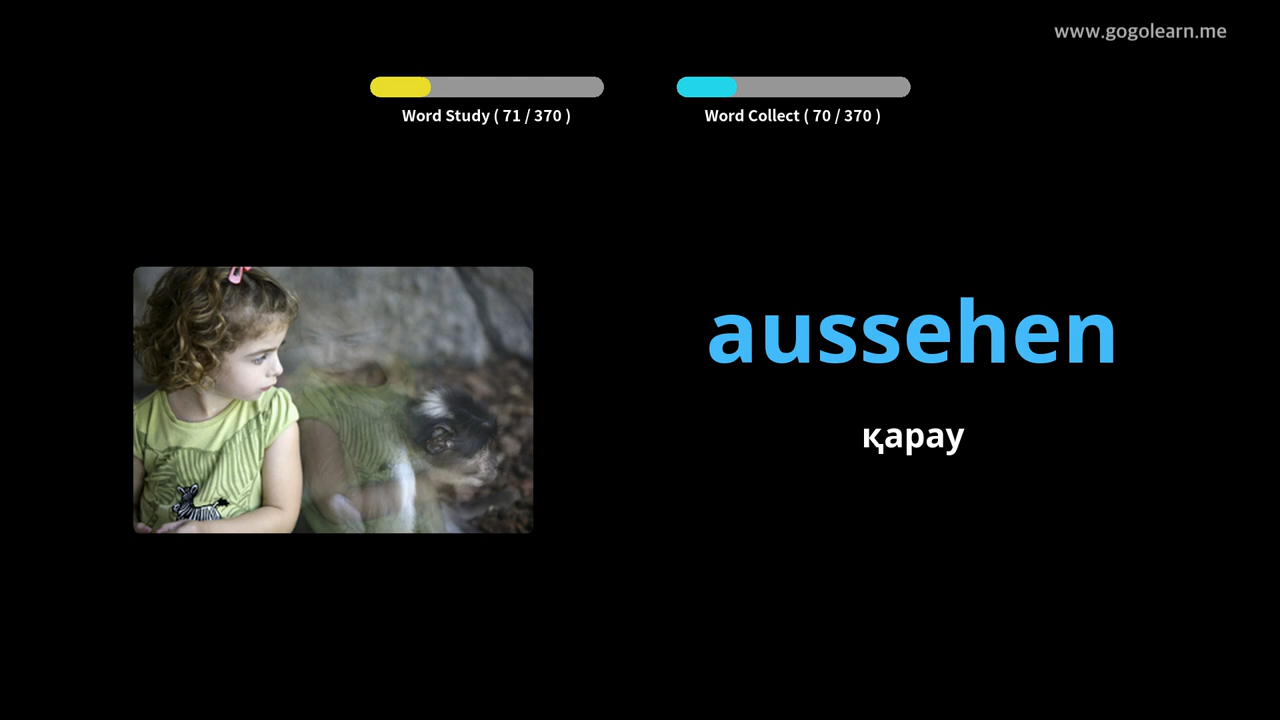 www.gogolearn.me
Word Study ( 71 / 370 )
Word Collect ( 70 / 370 )
aussehen
қарау